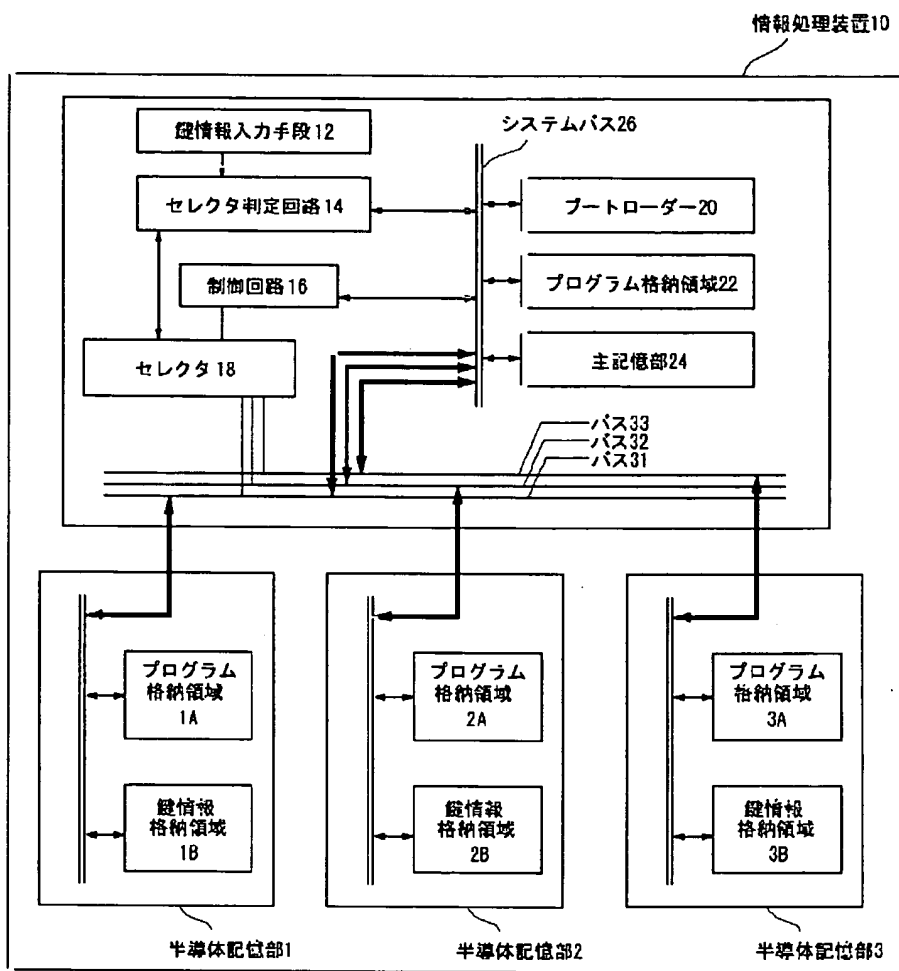 情報処理装置10
鍵情報入力手段12
システムバス26
セレクタ判定回路14
ブートローダー20
制御回路16
プログラム格納領域22
セレクタ18
主記憶部24
バス33
バス32
バス31
プログラム
格納領域
1A
プログラム
格納領域
2A
プログラム
格納領域
3A
鍵情報
格納領域
1B
鍵情報
格納領域
2B
鍵情報
格納領域
3B
半導体記憶部1
半導体記憶部2
半導体記憶部3